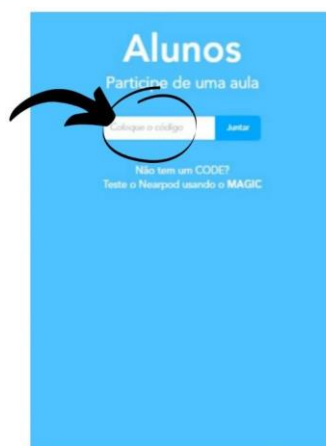 Alunos
Participe de uma aula
Coloque o código
Juntar
Não tem um CODE?
Teste o Nearpod usando o MAGIC